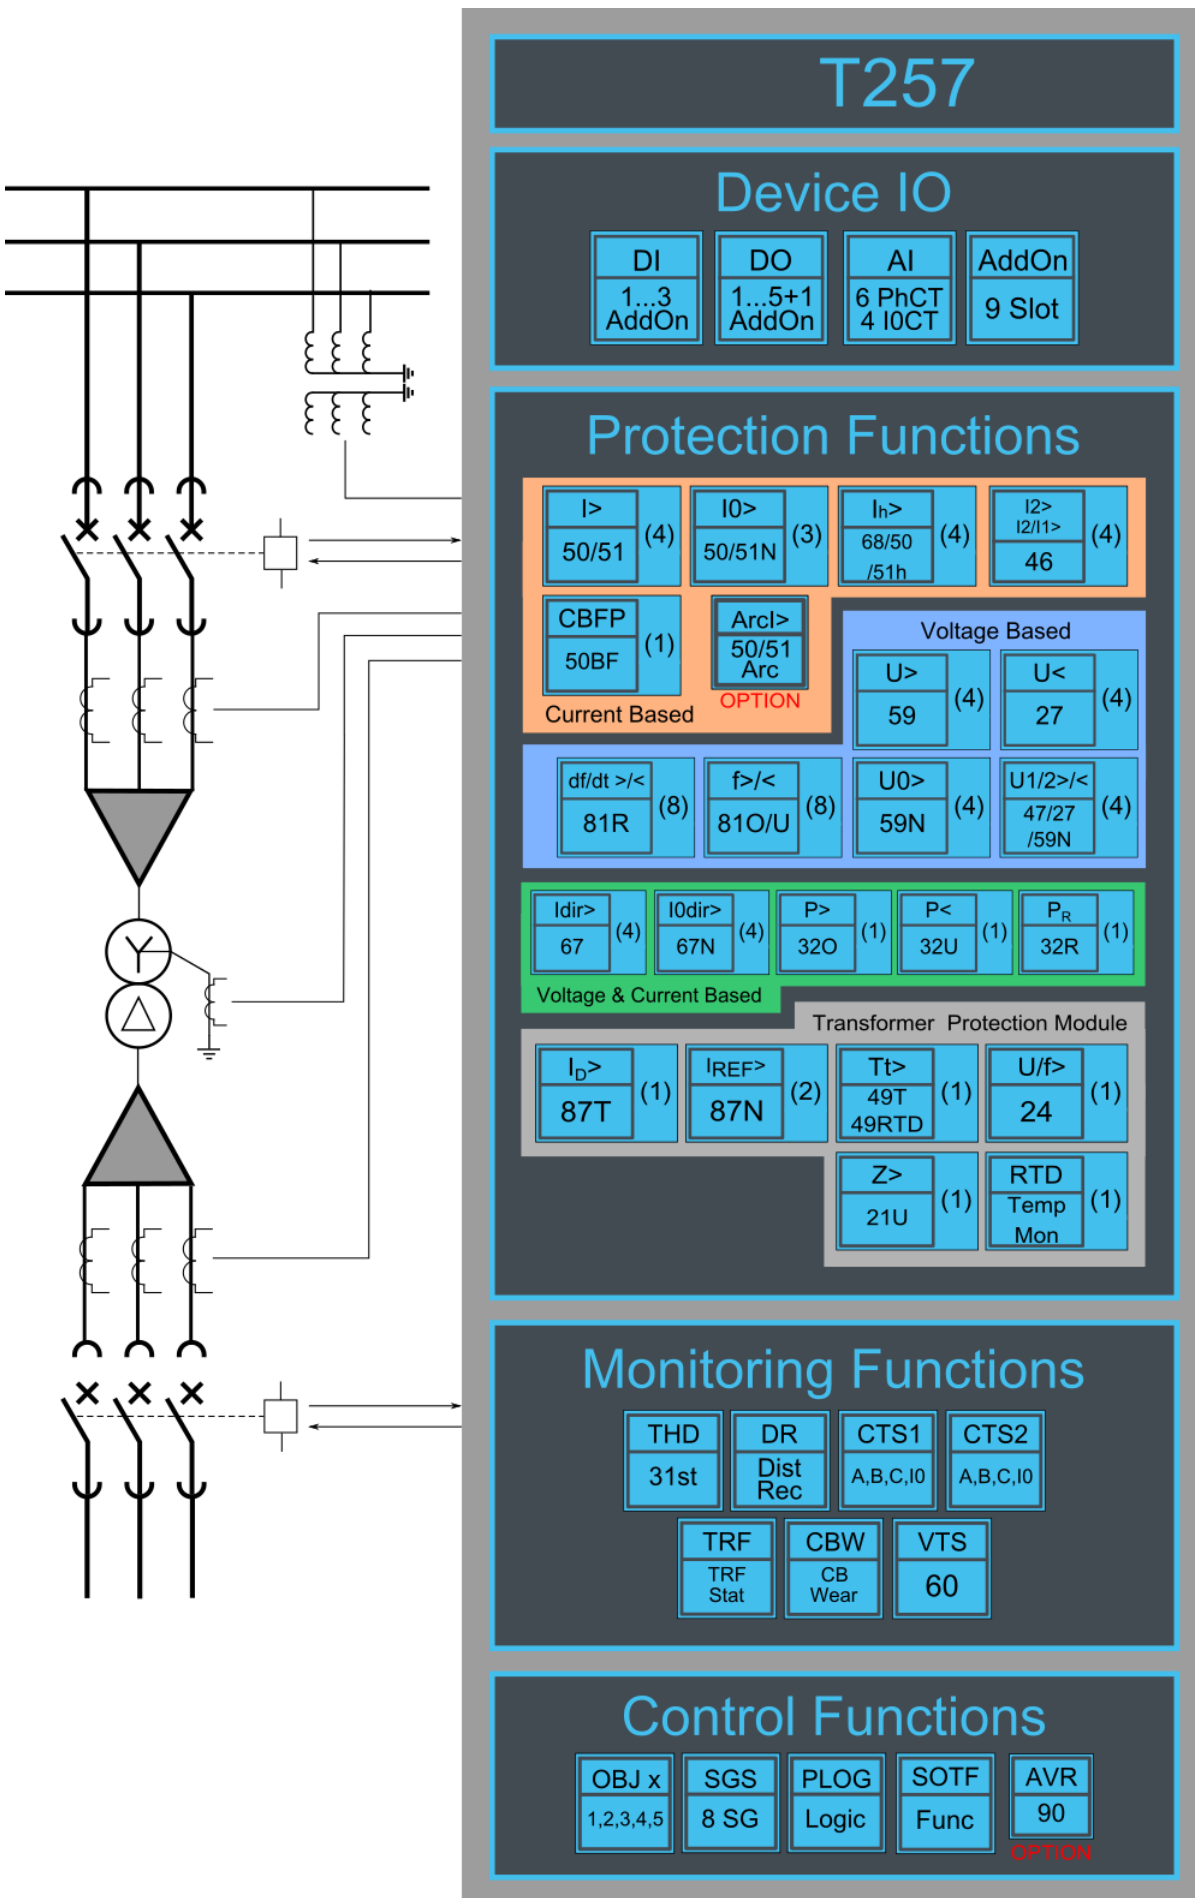 T257
Device IO
DI
1...3
AddOn
DO
1...5+1
AddOn
AI
6 PhCT
4 I0CT
AddOn
9 Slot
Protection Functions
I>
50/51
(4)
I0>
50/51N
(3)
Ih>
68/50
/51h
(4)
I2>
I2/I1>
46
(4)
CBFP
50BF
(1)
ArcI>
50/51
Arc
OPTION
Current Based
Voltage Based
U>
59
(4)
U<
27
(4)
df/dt >/<
81R
(8)
f>/<
81O/U
(8)
U0>
59N
(4)
U1/2>/<
47/27
/59N
(4)
Idir>
67
(4)
I0dir>
67N
(4)
P>
32O
(1)
P<
32U
(1)
PR
32R
(1)
Voltage & Current Based
Transformer Protection Module
ID>
87T
(1)
IREF>
87N
(2)
Tt>
49T
49RTD
(1)
U/f>
24
(1)
Z>
21U
(1)
RTD
Temp
Mon
(1)
Monitoring Functions
THD
31st
DR
Dist
Rec
CTS1
A,B,C,I0
CTS2
A,B,C,I0
TRF
TRF
Stat
CBW
CB
Wear
VTS
60
Control Functions
OBJ x
1,2,3,4,5
SGS
8 SG
PLOG
Logic
SOTF
Func
AVR
90
OPTION